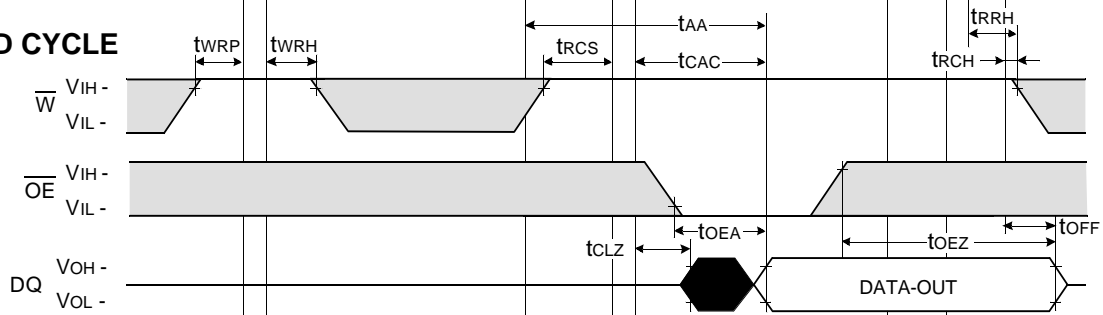 D CYCLE
tWRP
tWRH
tRCS
tAA
tCAC
tRRH
tRCH
W
VIH -
VIL -
OE
VIH -
VIL -
tCLZ
tOEA
tOEZ
tOFF
DQ
VOH -
VOL -
DATA-OUT